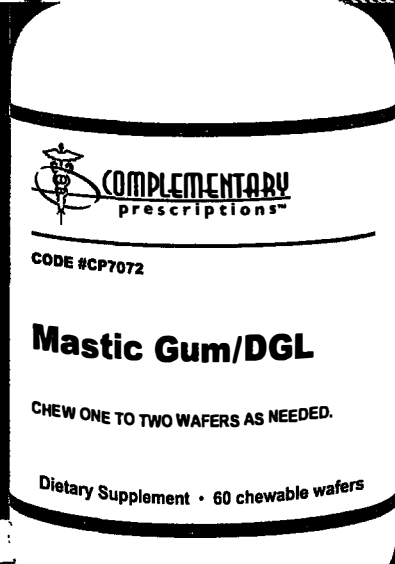 COMPLEMENTARY
prescriptions™
CODE #CP7072
Mastic Gum/DGL
CHEW ONE TO TWO WAFERS AS NEEDED.
Dietary Supplement • 60 chewable wafers